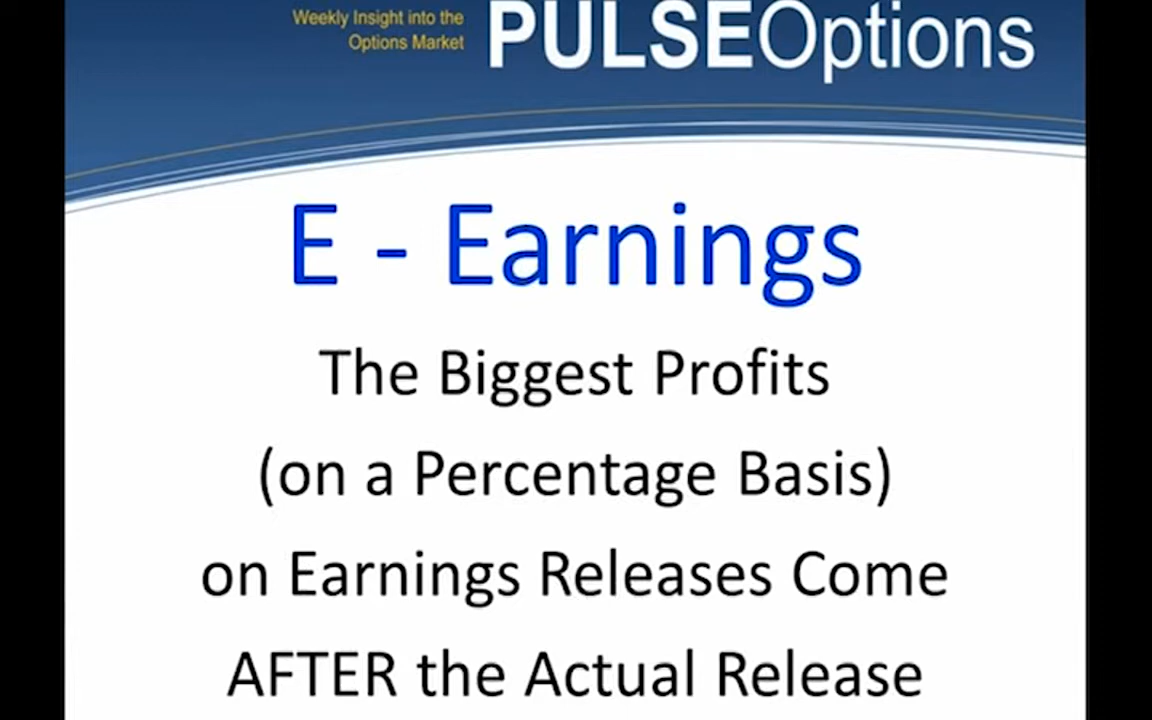 Weekly Insight into the
Options Market
PULSEOptions
E - Earnings
The Biggest Profits
(on a Percentage Basis)
on Earnings Releases Come
AFTER the Actual Release